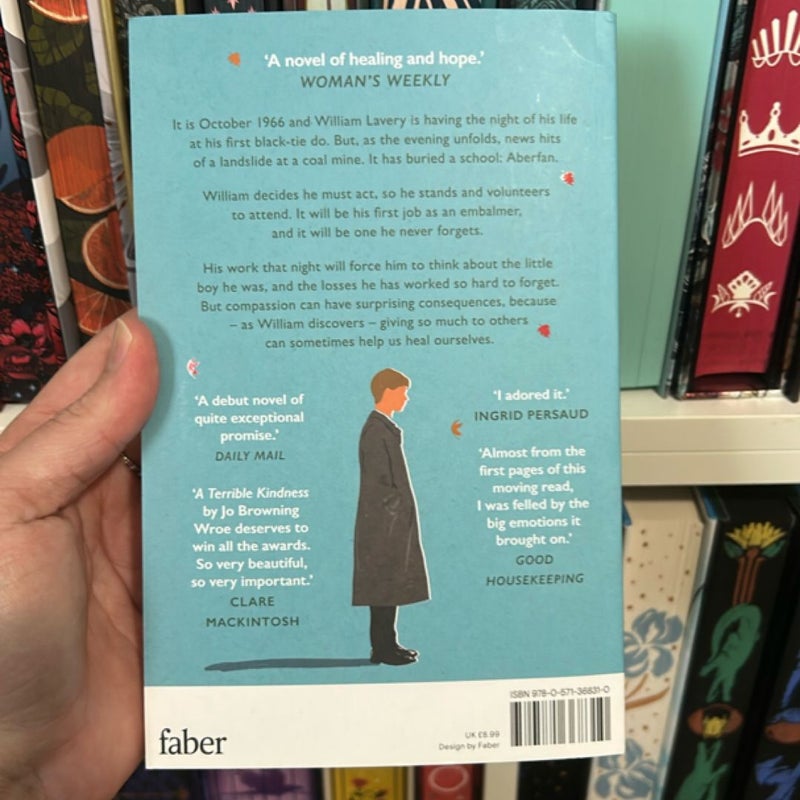 'A novel of healing and hope.'
WOMAN'S WEEKLY
It is October 1966 and William Lavery is having the night of his life
at his first black-tie do. But, as the evening unfolds, news hits
of a landslide at a coal mine. It has buried a school: Aberfan.
William decides he must act, so he stands and volunteers
to attend. It will be his first job as an embalmer,
and it will be one he never forgets.
His work that night will force him to think about the little
boy he was, and the losses he has worked so hard to forget.
But compassion can have surprising consequences, because
– as William discovers – giving so much to others
can sometimes help us heal ourselves.
'A debut novel of
quite exceptional
promise.'
DAILY MAIL
'A Terrible Kindness
by Jo Browning
Wroe deserves to
win all the awards.
So very beautiful,
so very important.'
CLARE
MACKINTOSH
'I adored it.'
INGRID PERSAUD
'Almost from the
first pages of this
moving read,
I was felled by the
big emotions it
brought on.'
GOOD
HOUSEKEEPING
faber
UK £8.99
Design by Faber
ISBN 978-0-571-36831-0